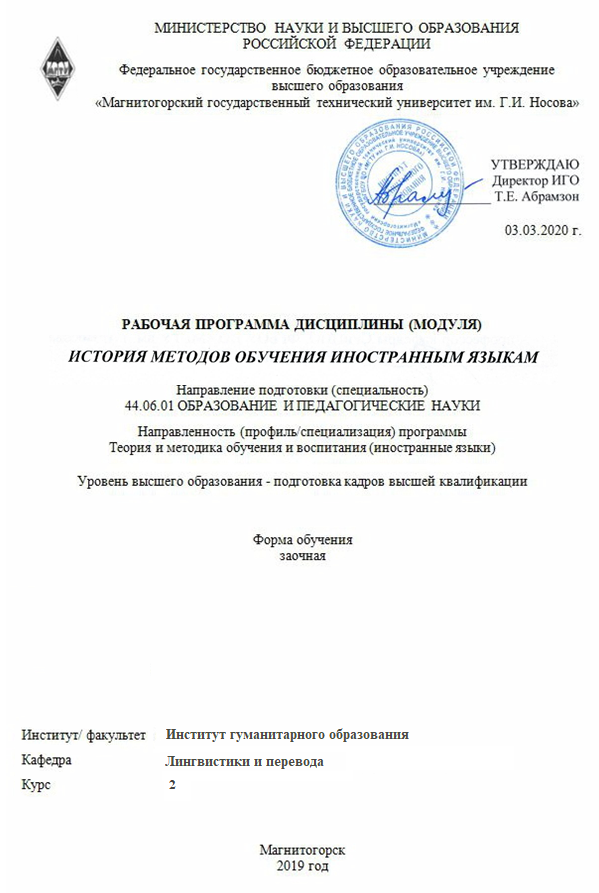 МИНИСТЕРСТВО НАУКИ И ВЫСШЕГО ОБРАЗОВАНИЯ
РОССИЙСКОЙ ФЕДЕРАЦИИ
Федеральное государственное бюджетное образовательное учреждение
высшего образования
«Магнитогорский государственный технический университет им. Г.И. Носова»
УТВЕРЖДАЮ
Директор ИГО
Т.Е. Абрамзон
03.03.2020 г.
РАБОЧАЯ ПРОГРАММА ДИСЦИПЛИНЫ (МОДУЛЯ)
ИСТОРИЯ МЕТОДОВ ОБУЧЕНИЯ ИНОСТРАННЫМ ЯЗЫКАМ
Направление подготовки (специальность)
44.06.01 ОБРАЗОВАНИЕ И ПЕДАГОГИЧЕСКИЕ НАУКИ
Направленность (профиль/специализация) программы
Теория и методика обучения и воспитания (иностранные языки)
Уровень высшего образования - подготовка кадров высшей квалификации
Форма обучения
заочная
Институт/ факультет Институт гуманитарного образования
Кафедра Лингвистики и перевода
Курс 2
Магнитогорск
2019 год